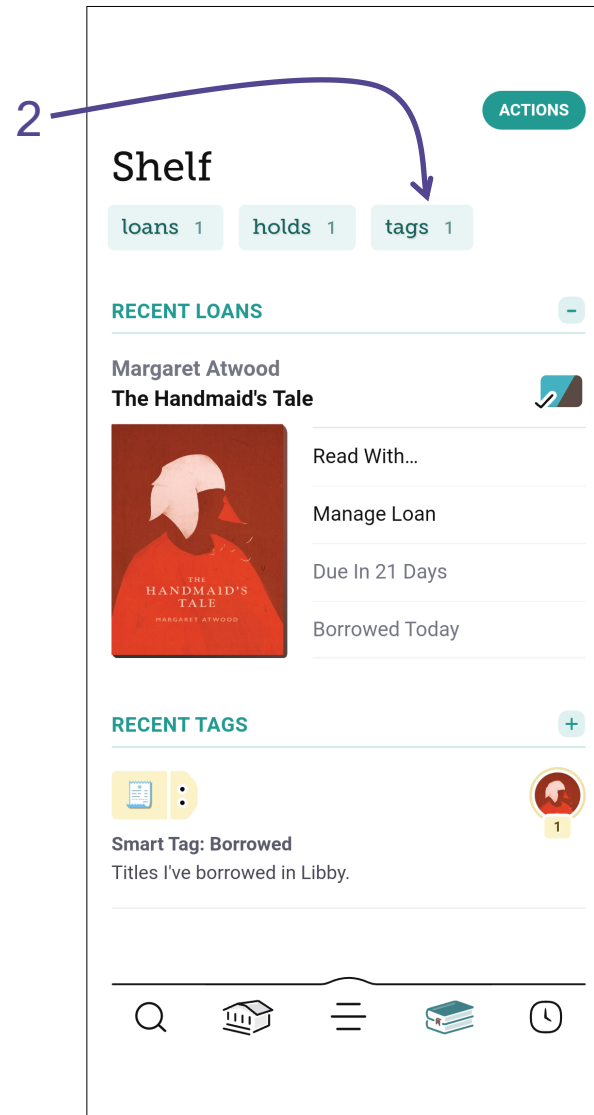 2
ACTIONS
Shelf
loans 1
holds 1
tags 1
RECENT LOANS
Margaret Atwood
The Handmaid's Tale
THE
HANDMAID'S
TALE
MARGARET ATWOOD
Read With...
Manage Loan
Due In 21 Days
Borrowed Today
RECENT TAGS
1
Smart Tag: Borrowed
Titles I've borrowed in Libby.